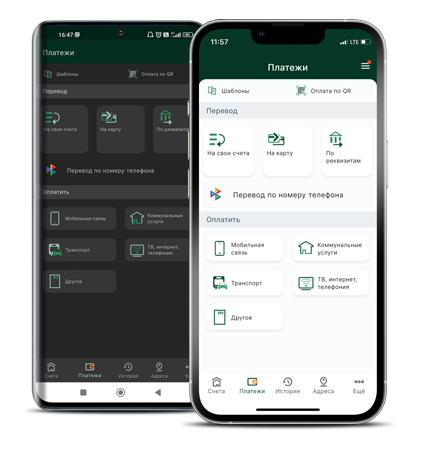 16:47
Платежи
Шаблоны
Оплата по QR
Перевод
На свои счета
На карту
По реквизитам
Перевод по номеру телефона
Оплатить
Мобильная связь
Коммунальные
услуги
Транспорт
ТВ, интернет,
телефония
Другое
Счета
Платежи
История
Адреса
11:57
LTE
Платежи
Шаблоны
Оплата по QR
Перевод
На свои счета
На карту
По
реквизитам
Перевод по номеру телефона
Оплатить
Мобильная
связь
Коммунальные
услуги
Транспорт
ТВ, интернет,
телефония
Другое
Счета
Платежи
История
Адреса
Ещё